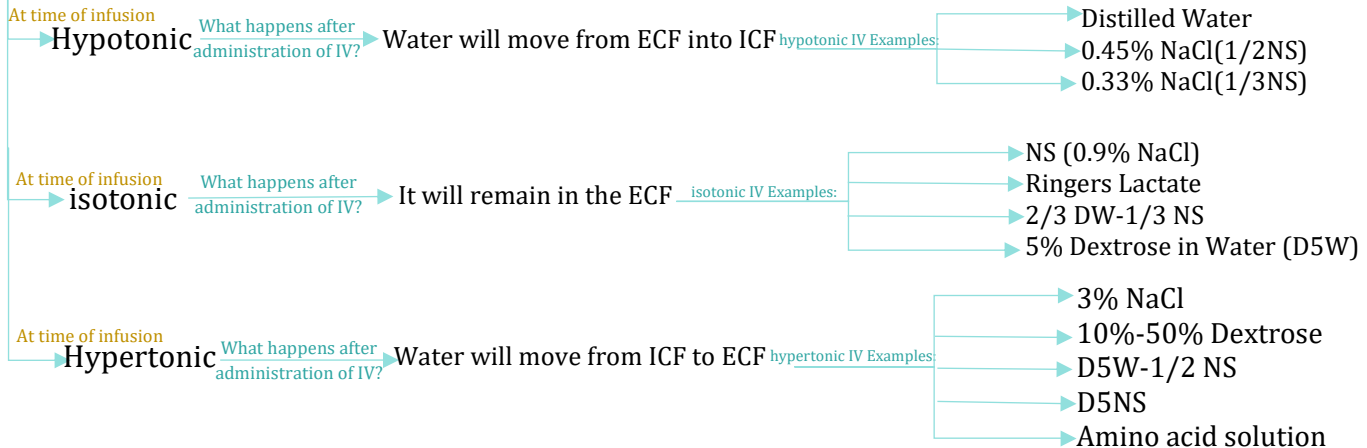 At time of infusion
Hypotonic
What happens after
administration of IV?
Water will move from ECF into ICF
hypotonic IV Examples:
Distilled Water
0.45% NaCl(1/2NS)
0.33% NaCl(1/3NS)
At time of infusion
isotonic
What happens after
administration of IV?
It will remain in the ECF
isotonic IV Examples:
NS (0.9% NaCl)
Ringers Lactate
2/3 DW-1/3 NS
5% Dextrose in Water (D5W)
At time of infusion
Hypertonic
What happens after
administration of IV?
Water will move from ICF to ECF
hypertonic IV Examples:
3% NaCl
10%-50% Dextrose
D5W-1/2 NS
D5NS
Amino acid solution